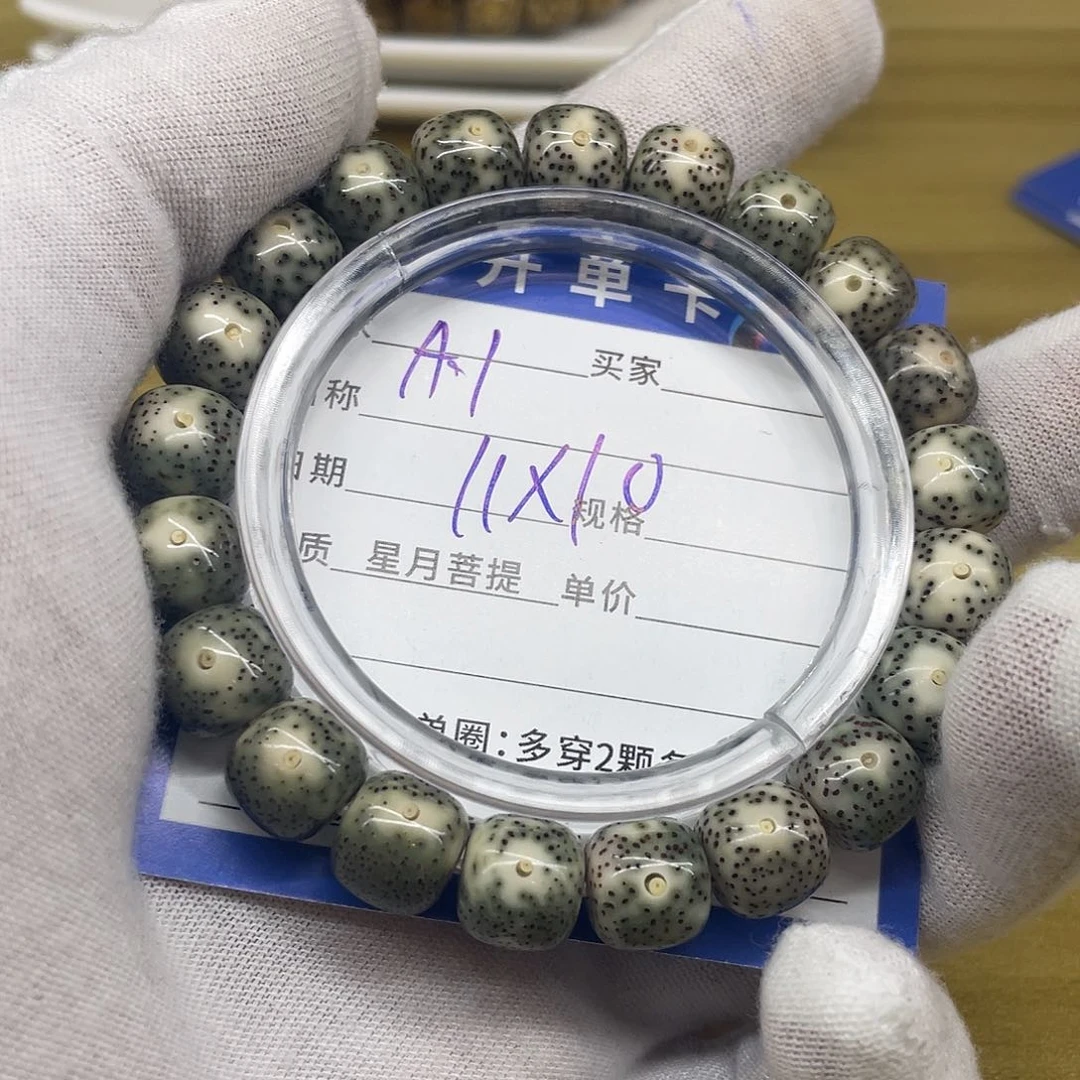 开单卡
A1 买家
称
日期 11X10 规格
质 星月菩提 单价
单圈:多穿2颗